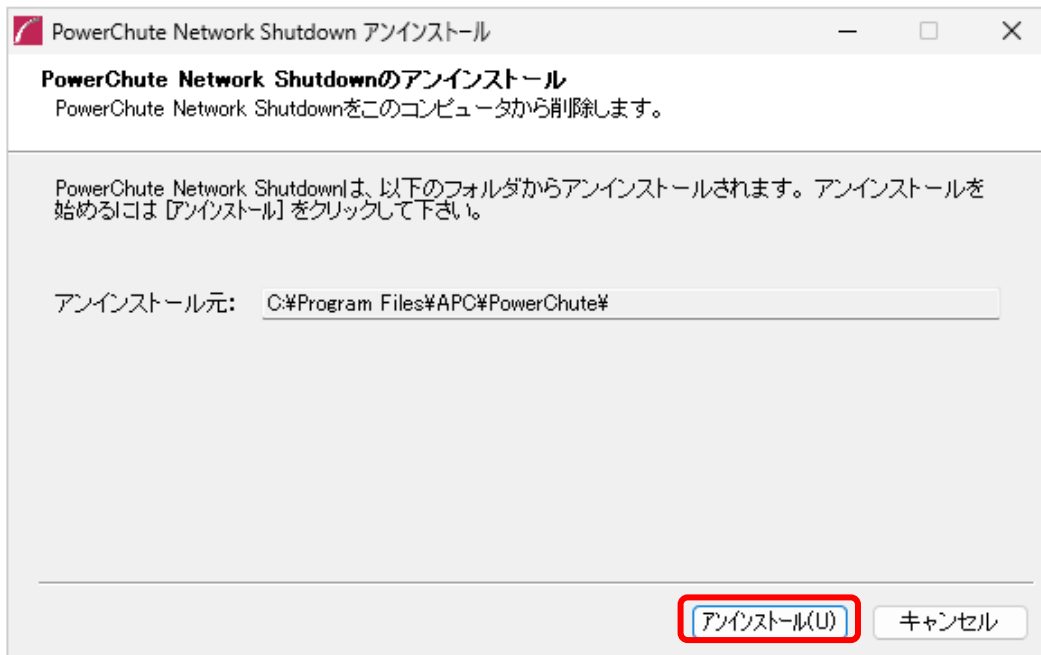 PowerChute Network Shutdown アンインストール
PowerChute Network Shutdownのアンインストール
PowerChute Network Shutdownをこのコンピュータから削除します。
PowerChute Network Shutdownは、以下のフォルダからアンインストールされます。アンインストールを
始めるには [アンインストール] をクリックして下さい。
アンインストール元: C:¥Program Files¥APC¥PowerChute¥
アンインストール(U) キャンセル